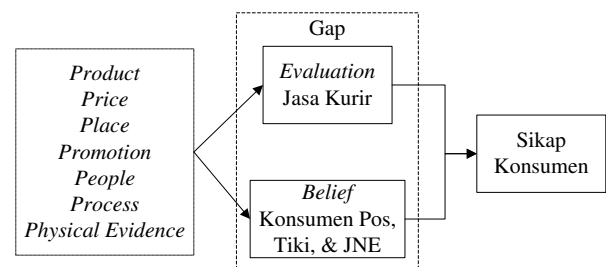 Product
Price
Place
Promotion
People
Process
Physical Evidence
Gap
Evaluation
Jasa Kurir
Belief
Konsumen Pos,
Tiki, & JNE
Sikap
Konsumen